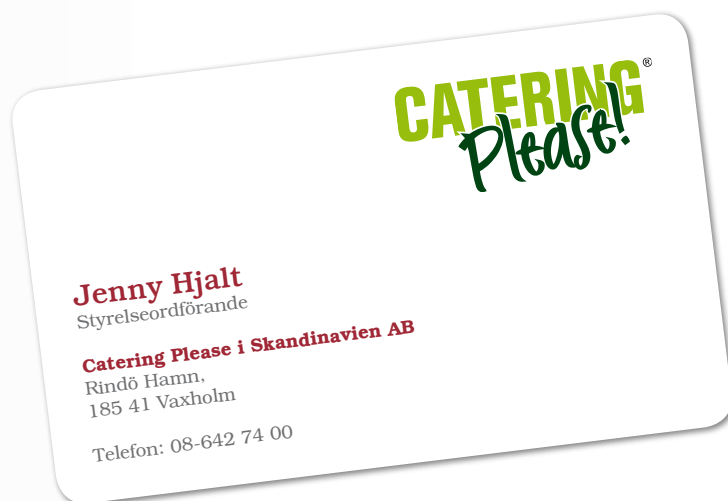 CATERING®
Please!
Jenny Hjalt
Styrelseordförande
Catering Please i Skandinavien AB
Rindö Hamn,
185 41 Vaxholm
Telefon: 08-642 74 00